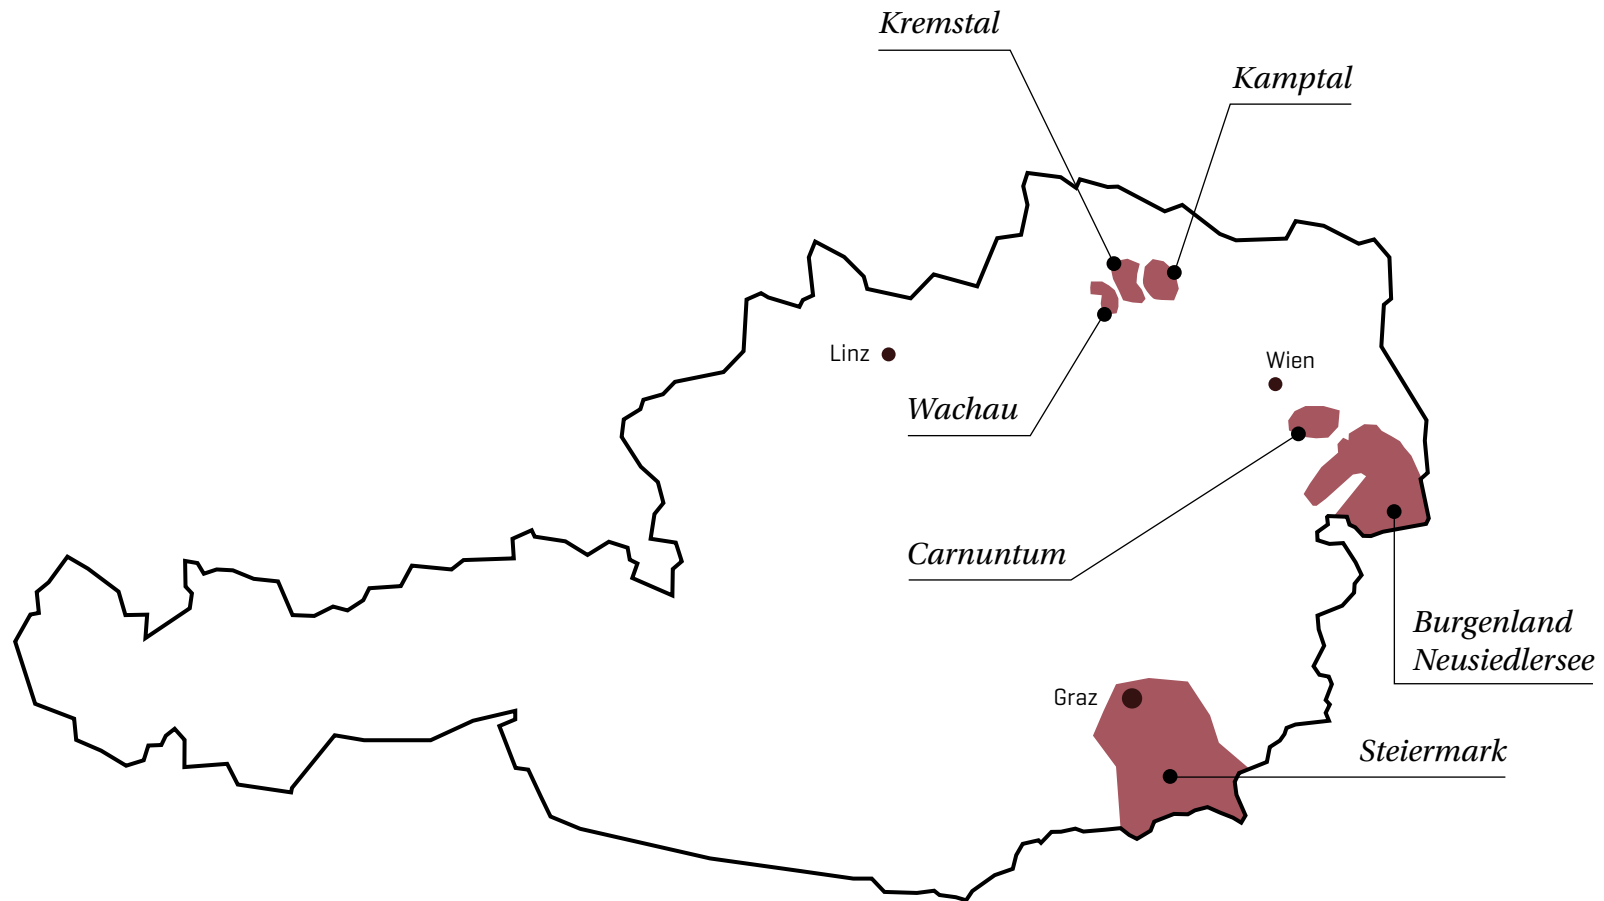 Kremstal
Kamptal
Linz
Wien
Wachau
Carnuntum
Burgenland
Neusiedlersee
Graz
Steiermark